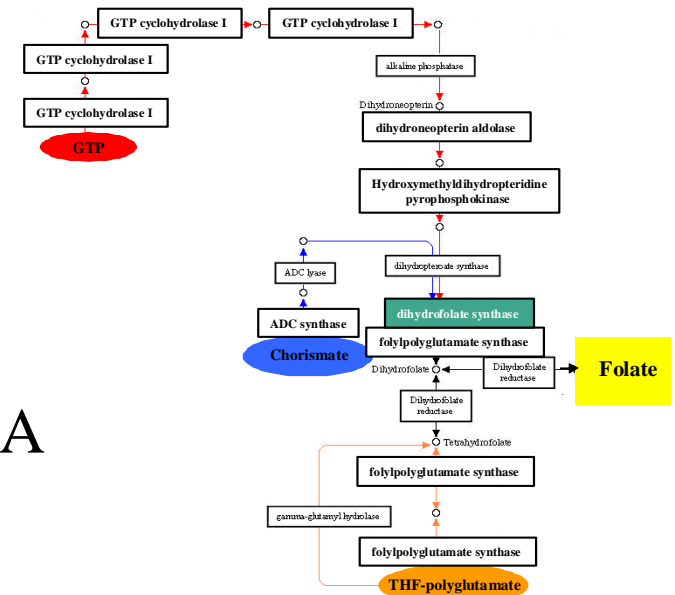 GTP cyclohydrolase I
GTP cyclohydrolase I
GTP cyclohydrolase I
GTP cyclohydrolase I
GTP
alkaline phosphatase
Dihydroneopterin
dihydroneopterin aldolase
Hydroxymethyldihydropteridine
pyrophosphokinase
dihydropteroate synthase
ADC lyase
ADC synthase
Chorismate
dihydrofolate synthase
folylpolyglutamate synthase
Dihydrofolate
Dihydrofolate
reductase
Folate
Dihydrofolate
reductase
A
Tetrahydrofolate
folylpolyglutamate synthase
gamma-glutamyl hydrolase
folylpolyglutamate synthase
THF-polyglutamate